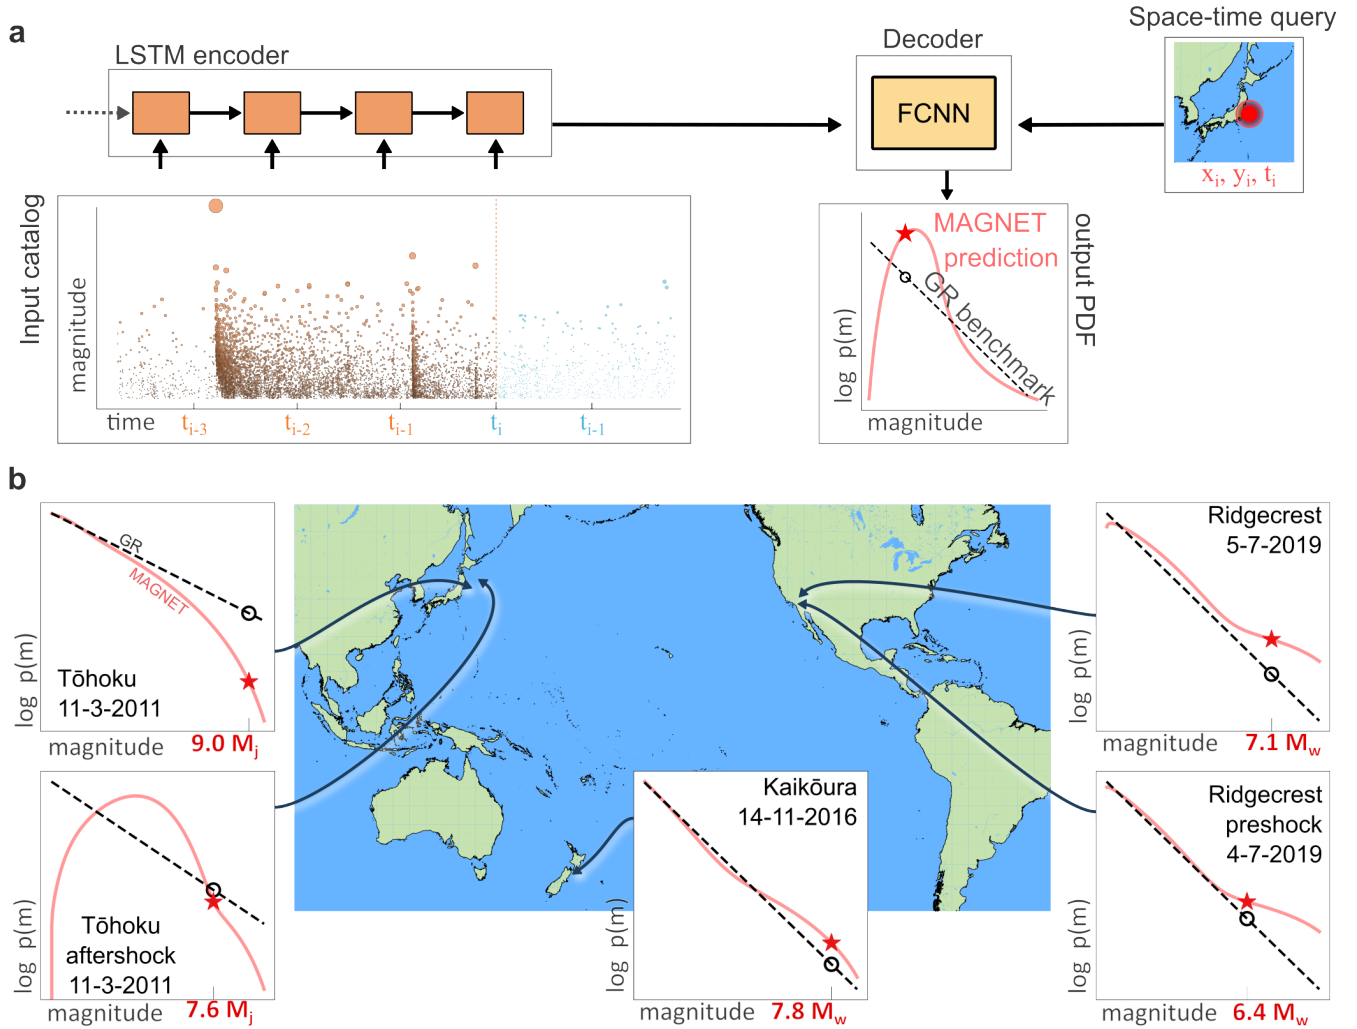 a
LSTM encoder
Decoder
FCNN
Space-time query
xi, yi, ti
Input catalog
magnitude
time
ti-3
ti-2
ti-1
ti
ti-1
MAGNET
prediction
GR benchmark
output PDF
log p(m)
magnitude
b
GR
MAGNET
Tōhoku
11-3-2011
log p(m)
magnitude
9.0 Mj
Tōhoku
aftershock
11-3-2011
log p(m)
magnitude
7.6 Mj
Kaikōura
14-11-2016
log p(m)
magnitude
7.8 Mw
Ridgecrest
5-7-2019
log p(m)
magnitude
7.1 Mw
Ridgecrest
preshock
4-7-2019
log p(m)
magnitude
6.4 Mw